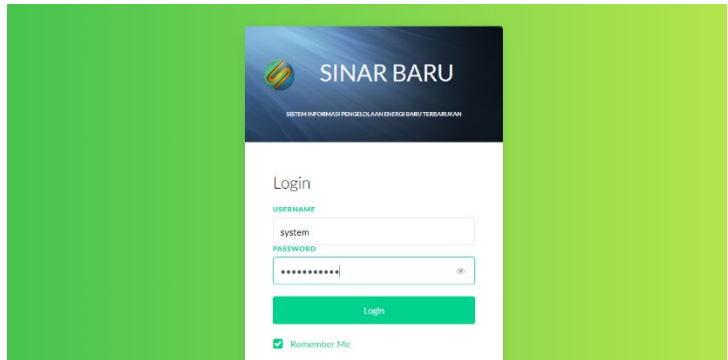 SINAR BARU
SISTEM INFORMASI PENGELOLAAN ENERGI BARU TERBARUKAN
Login
USERNAME
system
PASSWORD
•••••••••••
Login
Remember Me